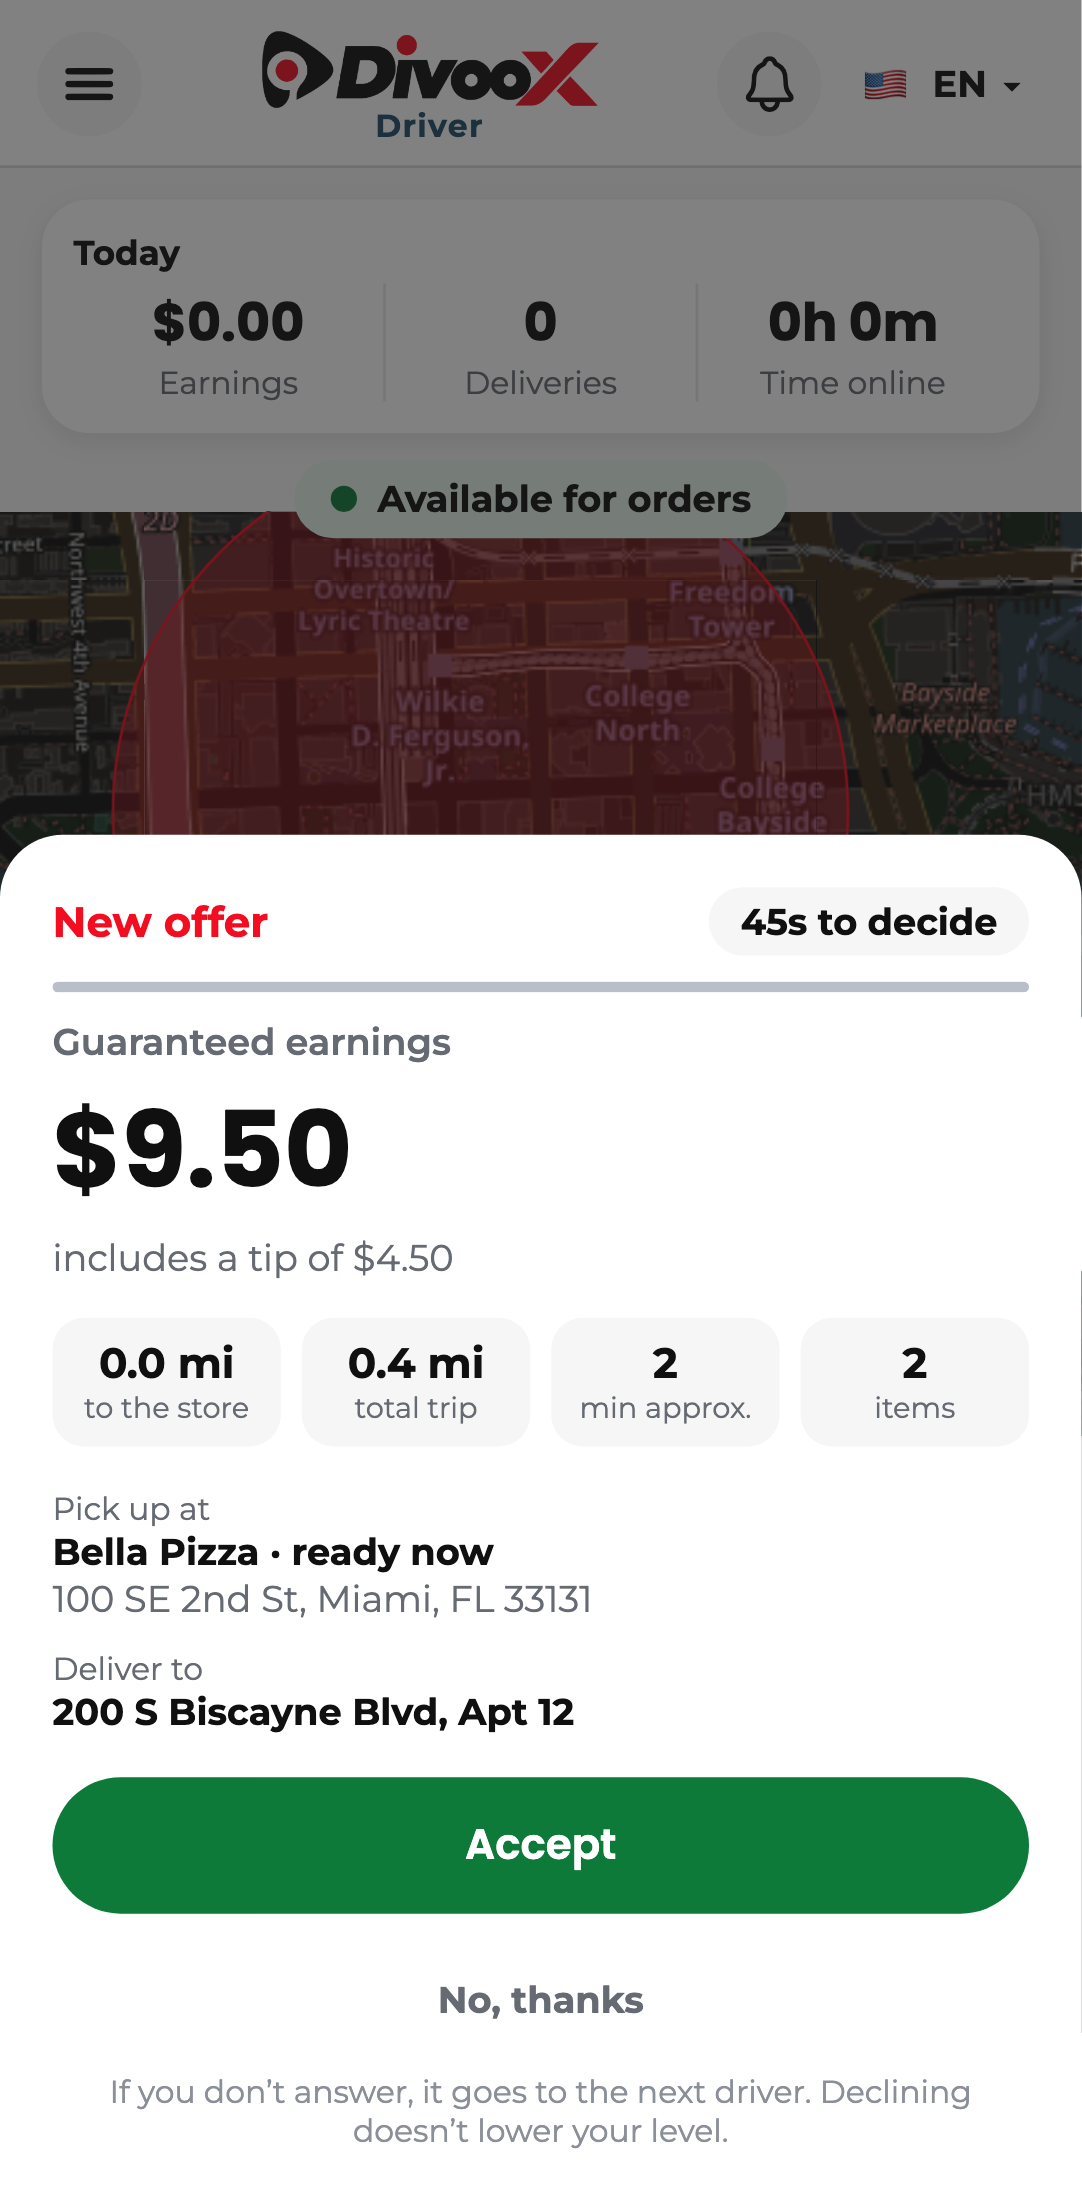 DivooX
Driver
EN
Today
$0.00
Earnings
0
Deliveries
0h 0m
Time online
Available for orders
2D
reet
Northwest 4th Avenue
Historic
Overtown/
Lyric Theatre
Freedom
Tower
Wilkie
D. Ferguson,
Jr.
College
North
Bayside
Marketplace
College
Bayside
HMS
New offer
45s to decide
Guaranteed earnings
$9.50
includes a tip of $4.50
0.0 mi
to the store
0.4 mi
total trip
2
min approx.
2
items
Pick up at
Bella Pizza · ready now
100 SE 2nd St, Miami, FL 33131
Deliver to
200 S Biscayne Blvd, Apt 12
Accept
No, thanks
If you don’t answer, it goes to the next driver. Declining
doesn’t lower your level.